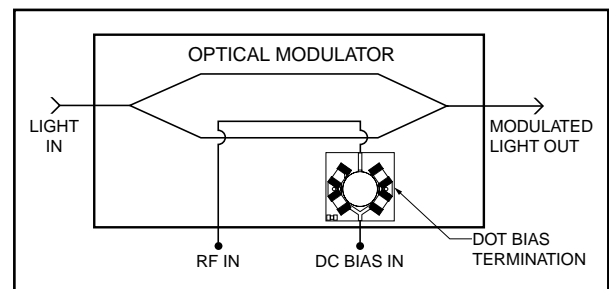 OPTICAL MODULATOR
LIGHT
IN
MODULATED
LIGHT OUT
RF IN
DC BIAS IN
DOT BIAS
TERMINATION